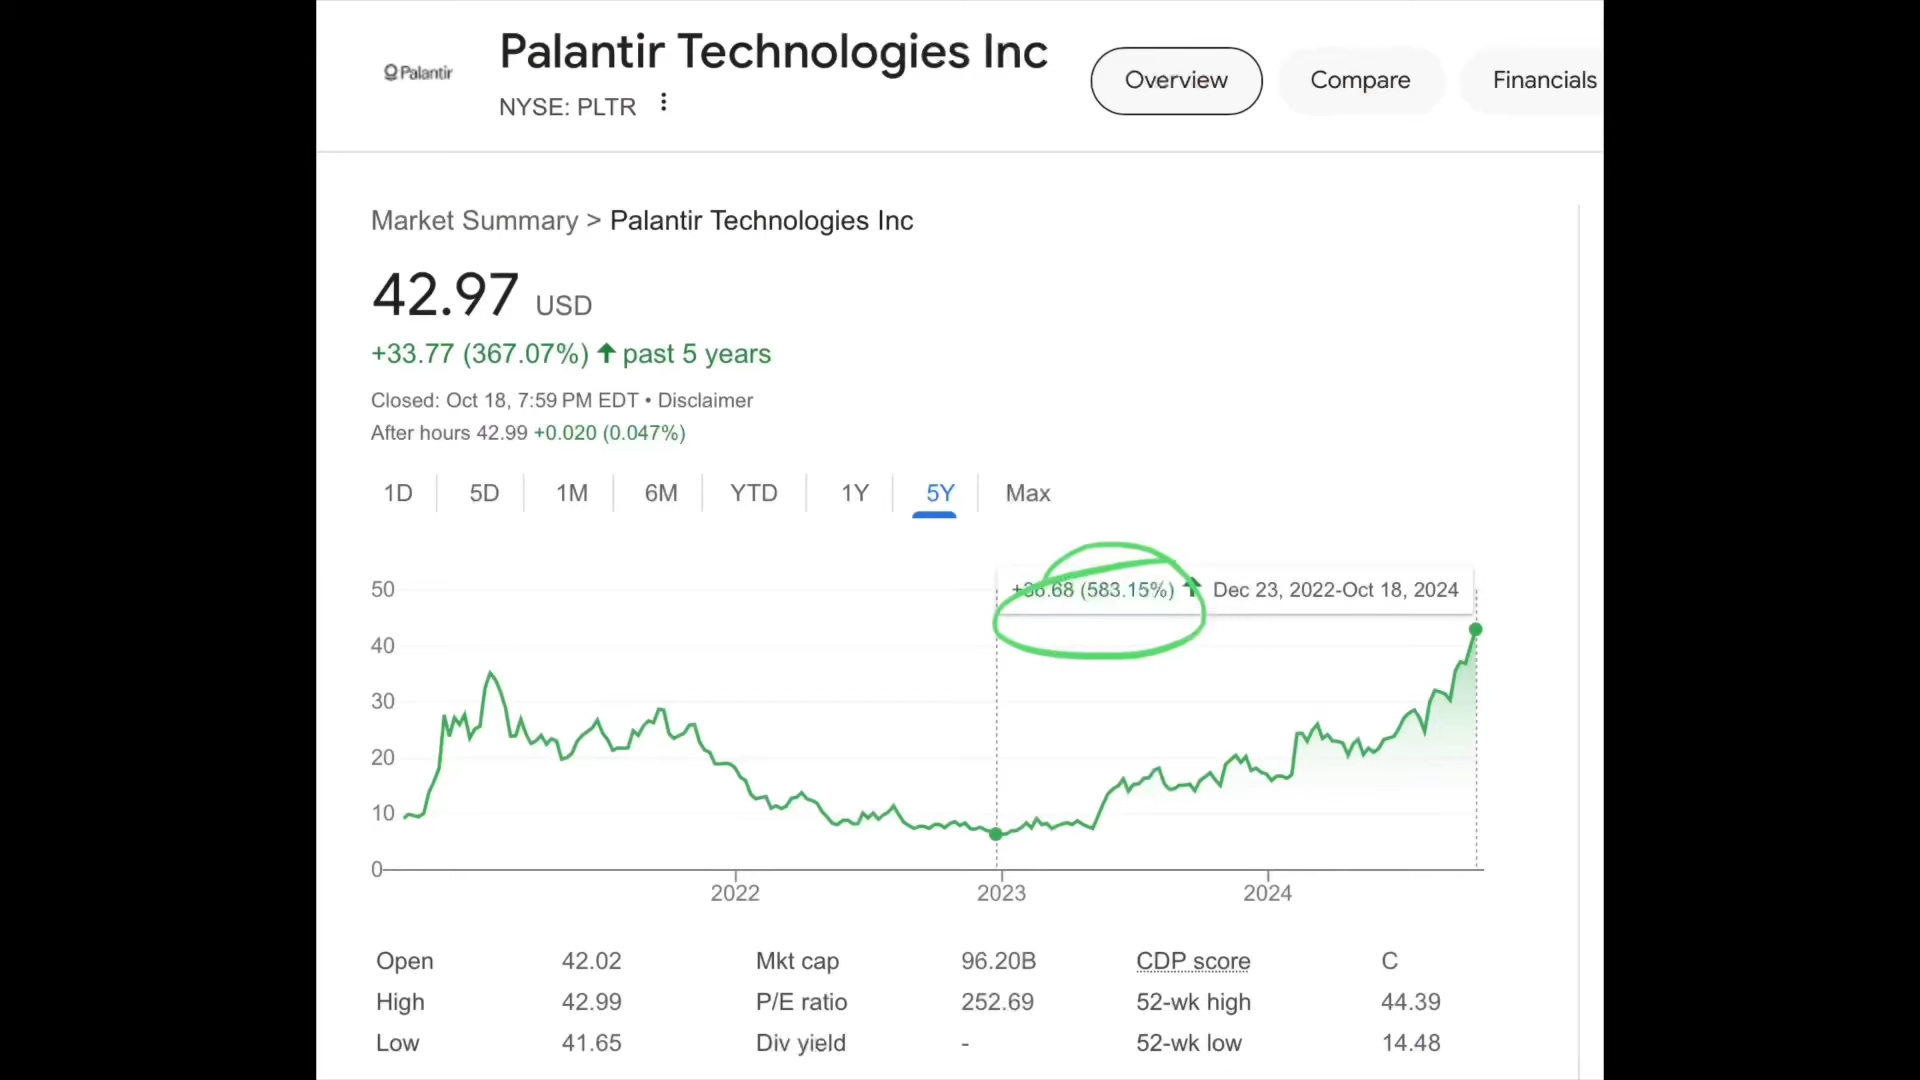 Palantir
Palantir Technologies Inc
NYSE: PLTR
Overview
Compare
Financials
Market Summary > Palantir Technologies Inc
42.97 USD
+33.77 (367.07%) ↑ past 5 years
Closed: Oct 18, 7:59 PM EDT • Disclaimer
After hours 42.99 +0.020 (0.047%)
1D 5D 1M 6M YTD 1Y 5Y Max
+36.68 (583.15%) ↑ Dec 23, 2022-Oct 18, 2024
50
40
30
20
10
0
2022 2023 2024
Open 42.02 Mkt cap 96.20B CDP score C
High 42.99 P/E ratio 252.69 52-wk high 44.39
Low 41.65 Div yield - 52-wk low 14.48